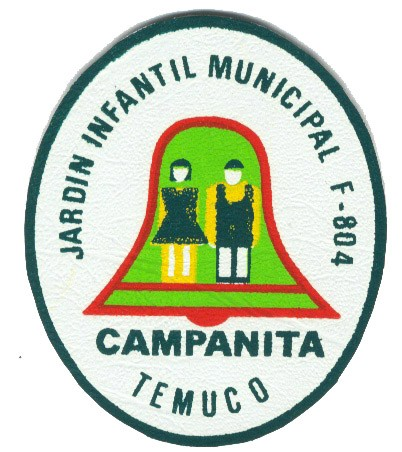 JARDIN INFANTIL MUNICIPAL F-804
CAMPANITA
TEMUCO